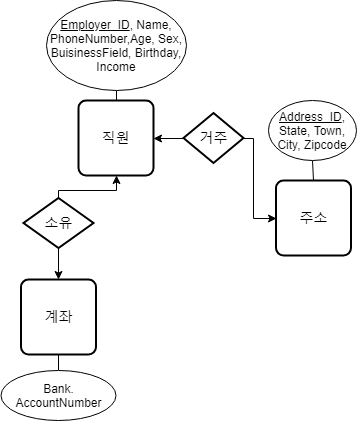 Employer_ID, Name,
PhoneNumber,Age, Sex,
BuisinessField, Birthday,
Income
직원
거주
Address_ID,
State, Town,
City, Zipcode
소유
주소
계좌
Bank.
AccountNumber